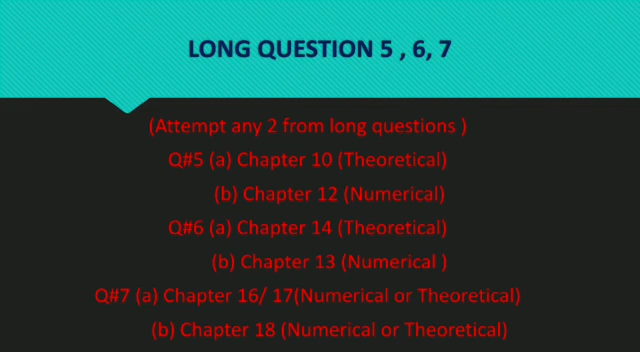 LONG QUESTION 5 , 6, 7
(Attempt any 2 from long questions )
Q#5 (a) Chapter 10 (Theoretical)
(b) Chapter 12 (Numerical)
Q#6 (a) Chapter 14 (Theoretical)
(b) Chapter 13 (Numerical )
Q#7 (a) Chapter 16/ 17(Numerical or Theoretical)
(b) Chapter 18 (Numerical or Theoretical)